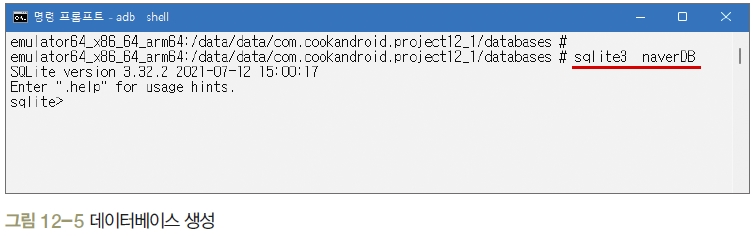 명령 프롬프트 - adb shell
emulator64_x86_64_arm64:/data/data/com.cookandroid.project12_1/databases #
emulator64_x86_64_arm64:/data/data/com.cookandroid.project12_1/databases # sqlite3  naverDB
SQLite version 3.32.2 2021-07-12 15:00:17
Enter ".help" for usage hints.
sqlite>
그림 12-5 데이터베이스 생성